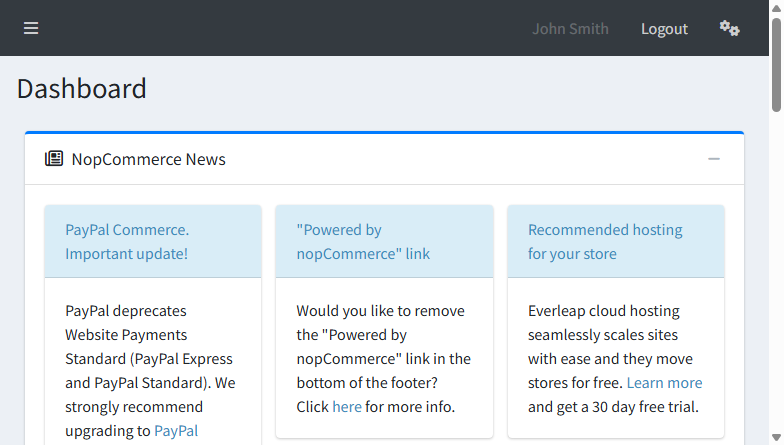 John Smith
Logout
Dashboard
NopCommerce News
PayPal Commerce.
Important update!
PayPal deprecates
Website Payments
Standard (PayPal Express
and PayPal Standard). We
strongly recommend
upgrading to PayPal
"Powered by
nopCommerce" link
Would you like to remove
the "Powered by
nopCommerce" link in the
bottom of the footer?
Click here for more info.
Recommended hosting
for your store
Everleap cloud hosting
seamlessly scales sites
with ease and they move
stores for free. Learn more
and get a 30 day free trial.